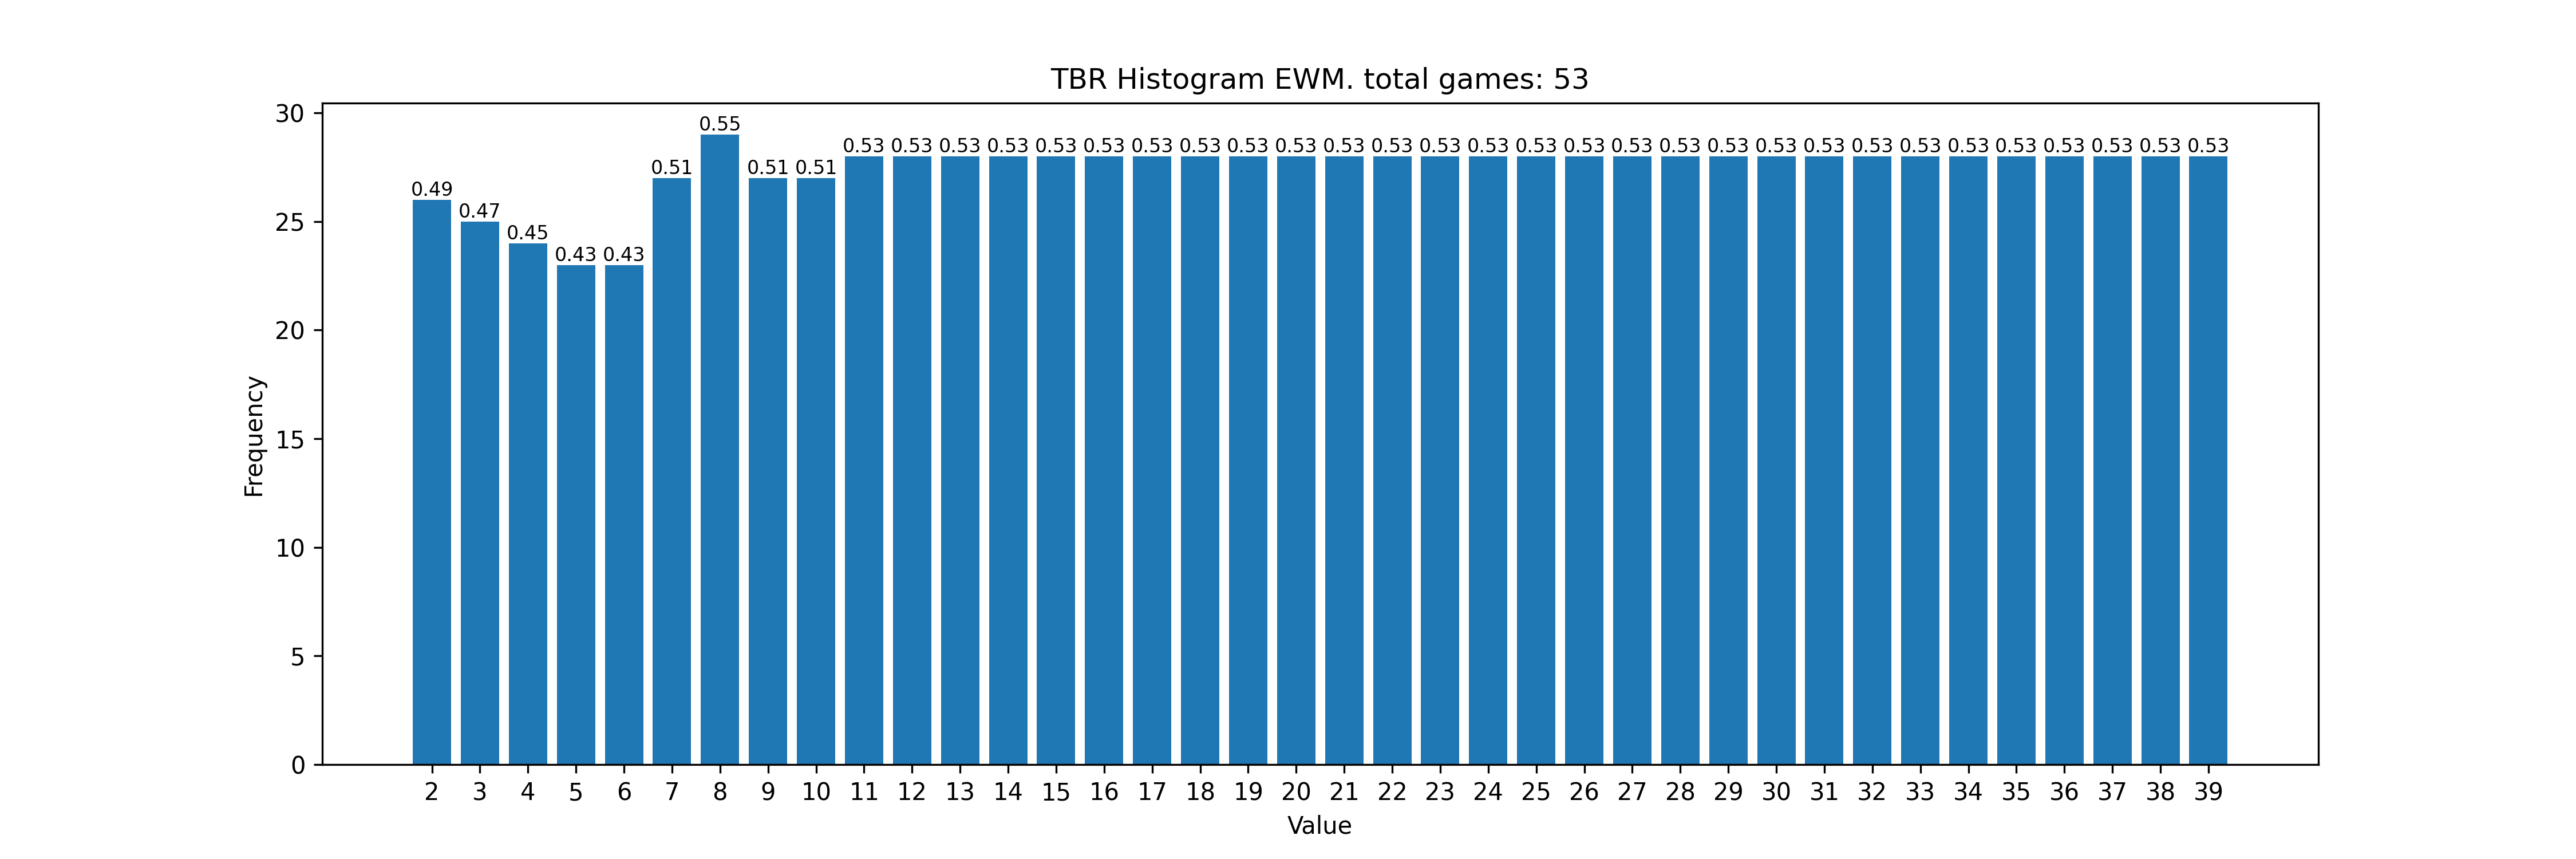 TBR Histogram EWM. total games: 53
30
25
20
15
10
5
0
Frequency
0.49 0.47 0.45 0.43 0.43 0.51 0.55 0.51 0.51 0.53 0.53 0.53 0.53 0.53 0.53 0.53 0.53 0.53 0.53 0.53 0.53 0.53 0.53 0.53 0.53 0.53 0.53 0.53 0.53 0.53 0.53 0.53 0.53 0.53 0.53 0.53 0.53 0.53
2 3 4 5 6 7 8 9 10 11 12 13 14 15 16 17 18 19 20 21 22 23 24 25 26 27 28 29 30 31 32 33 34 35 36 37 38 39
Value